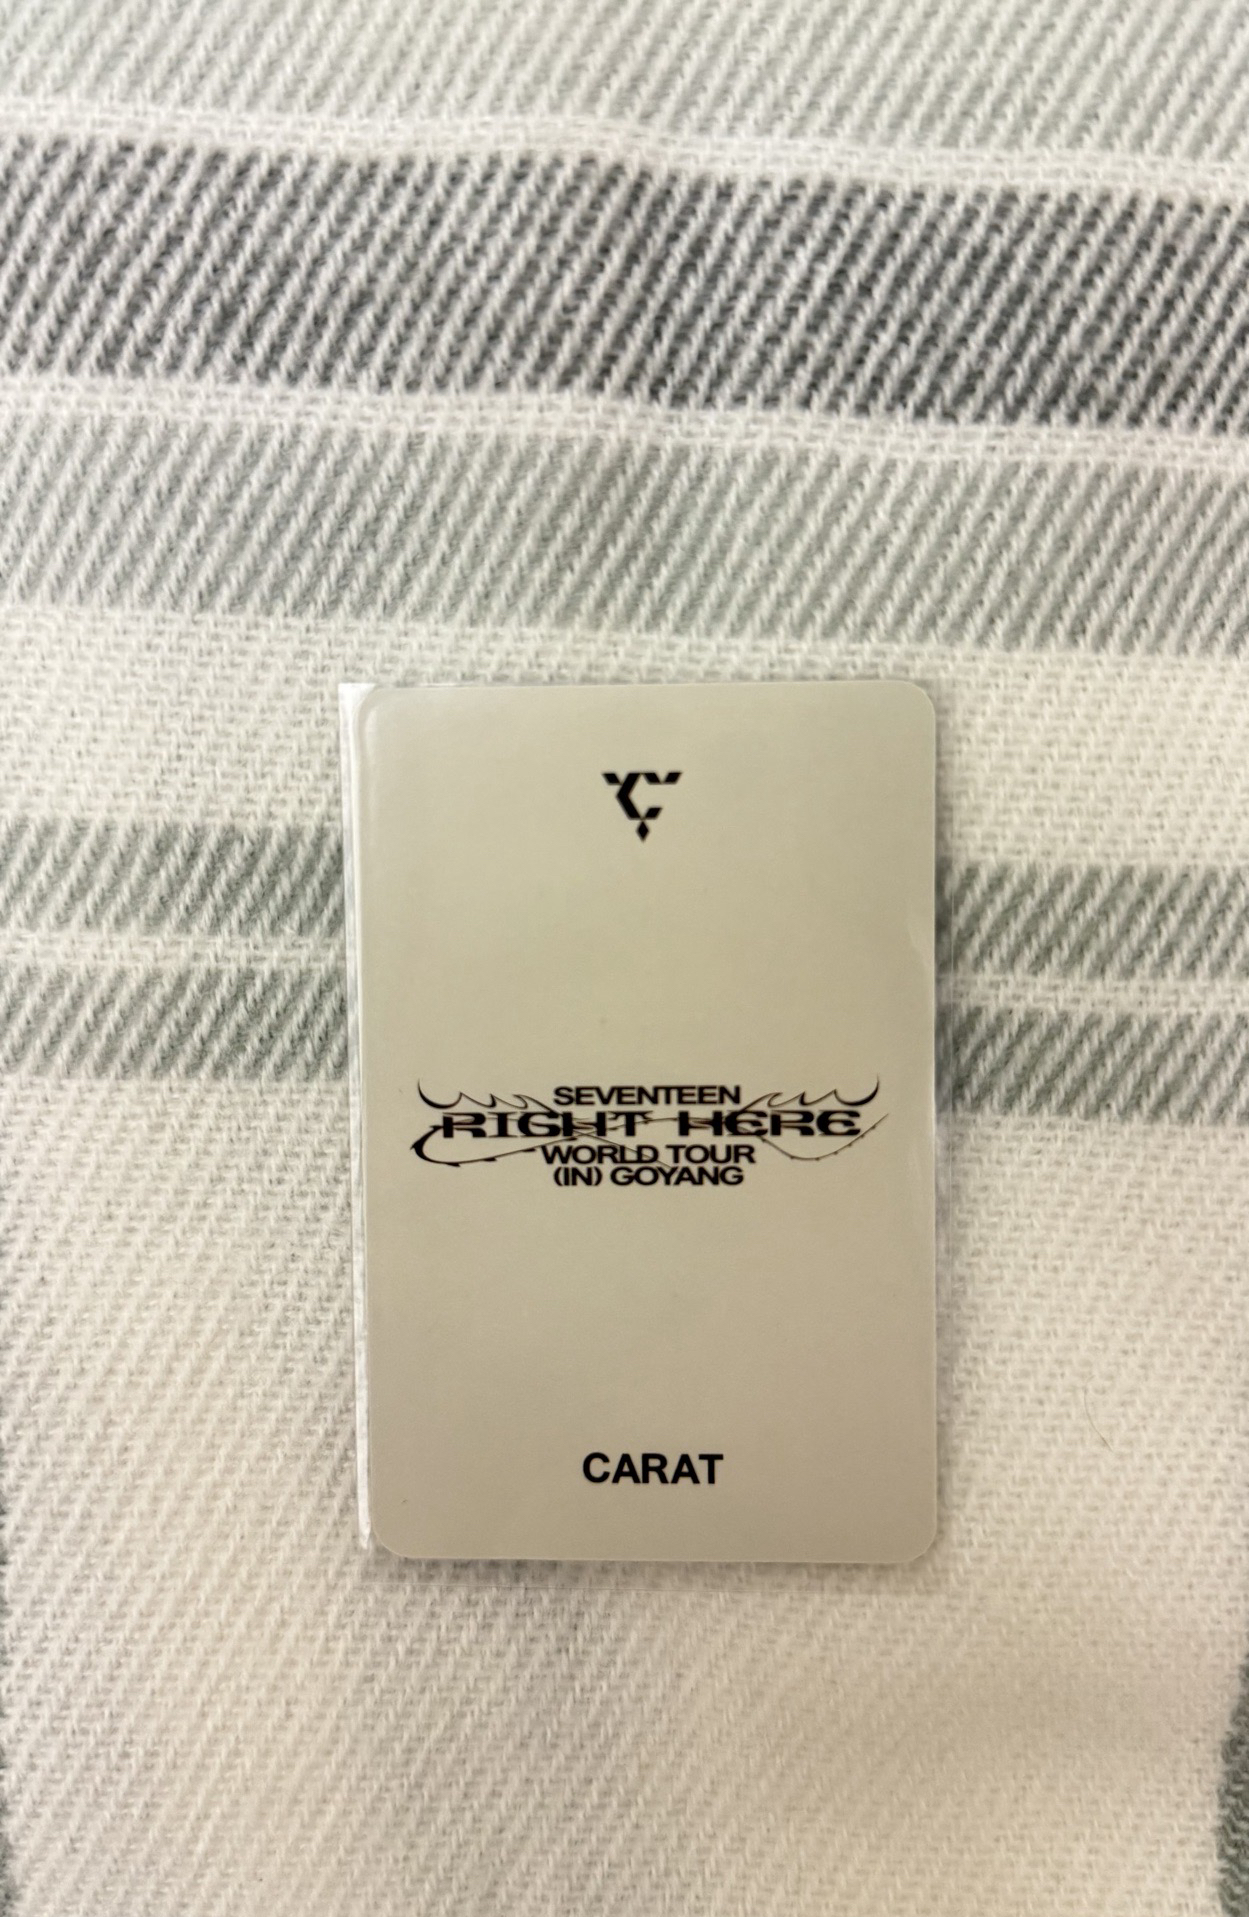 SEVENTEEN
RIGHT HERE
WORLD TOUR
(IN) GOYANG
CARAT